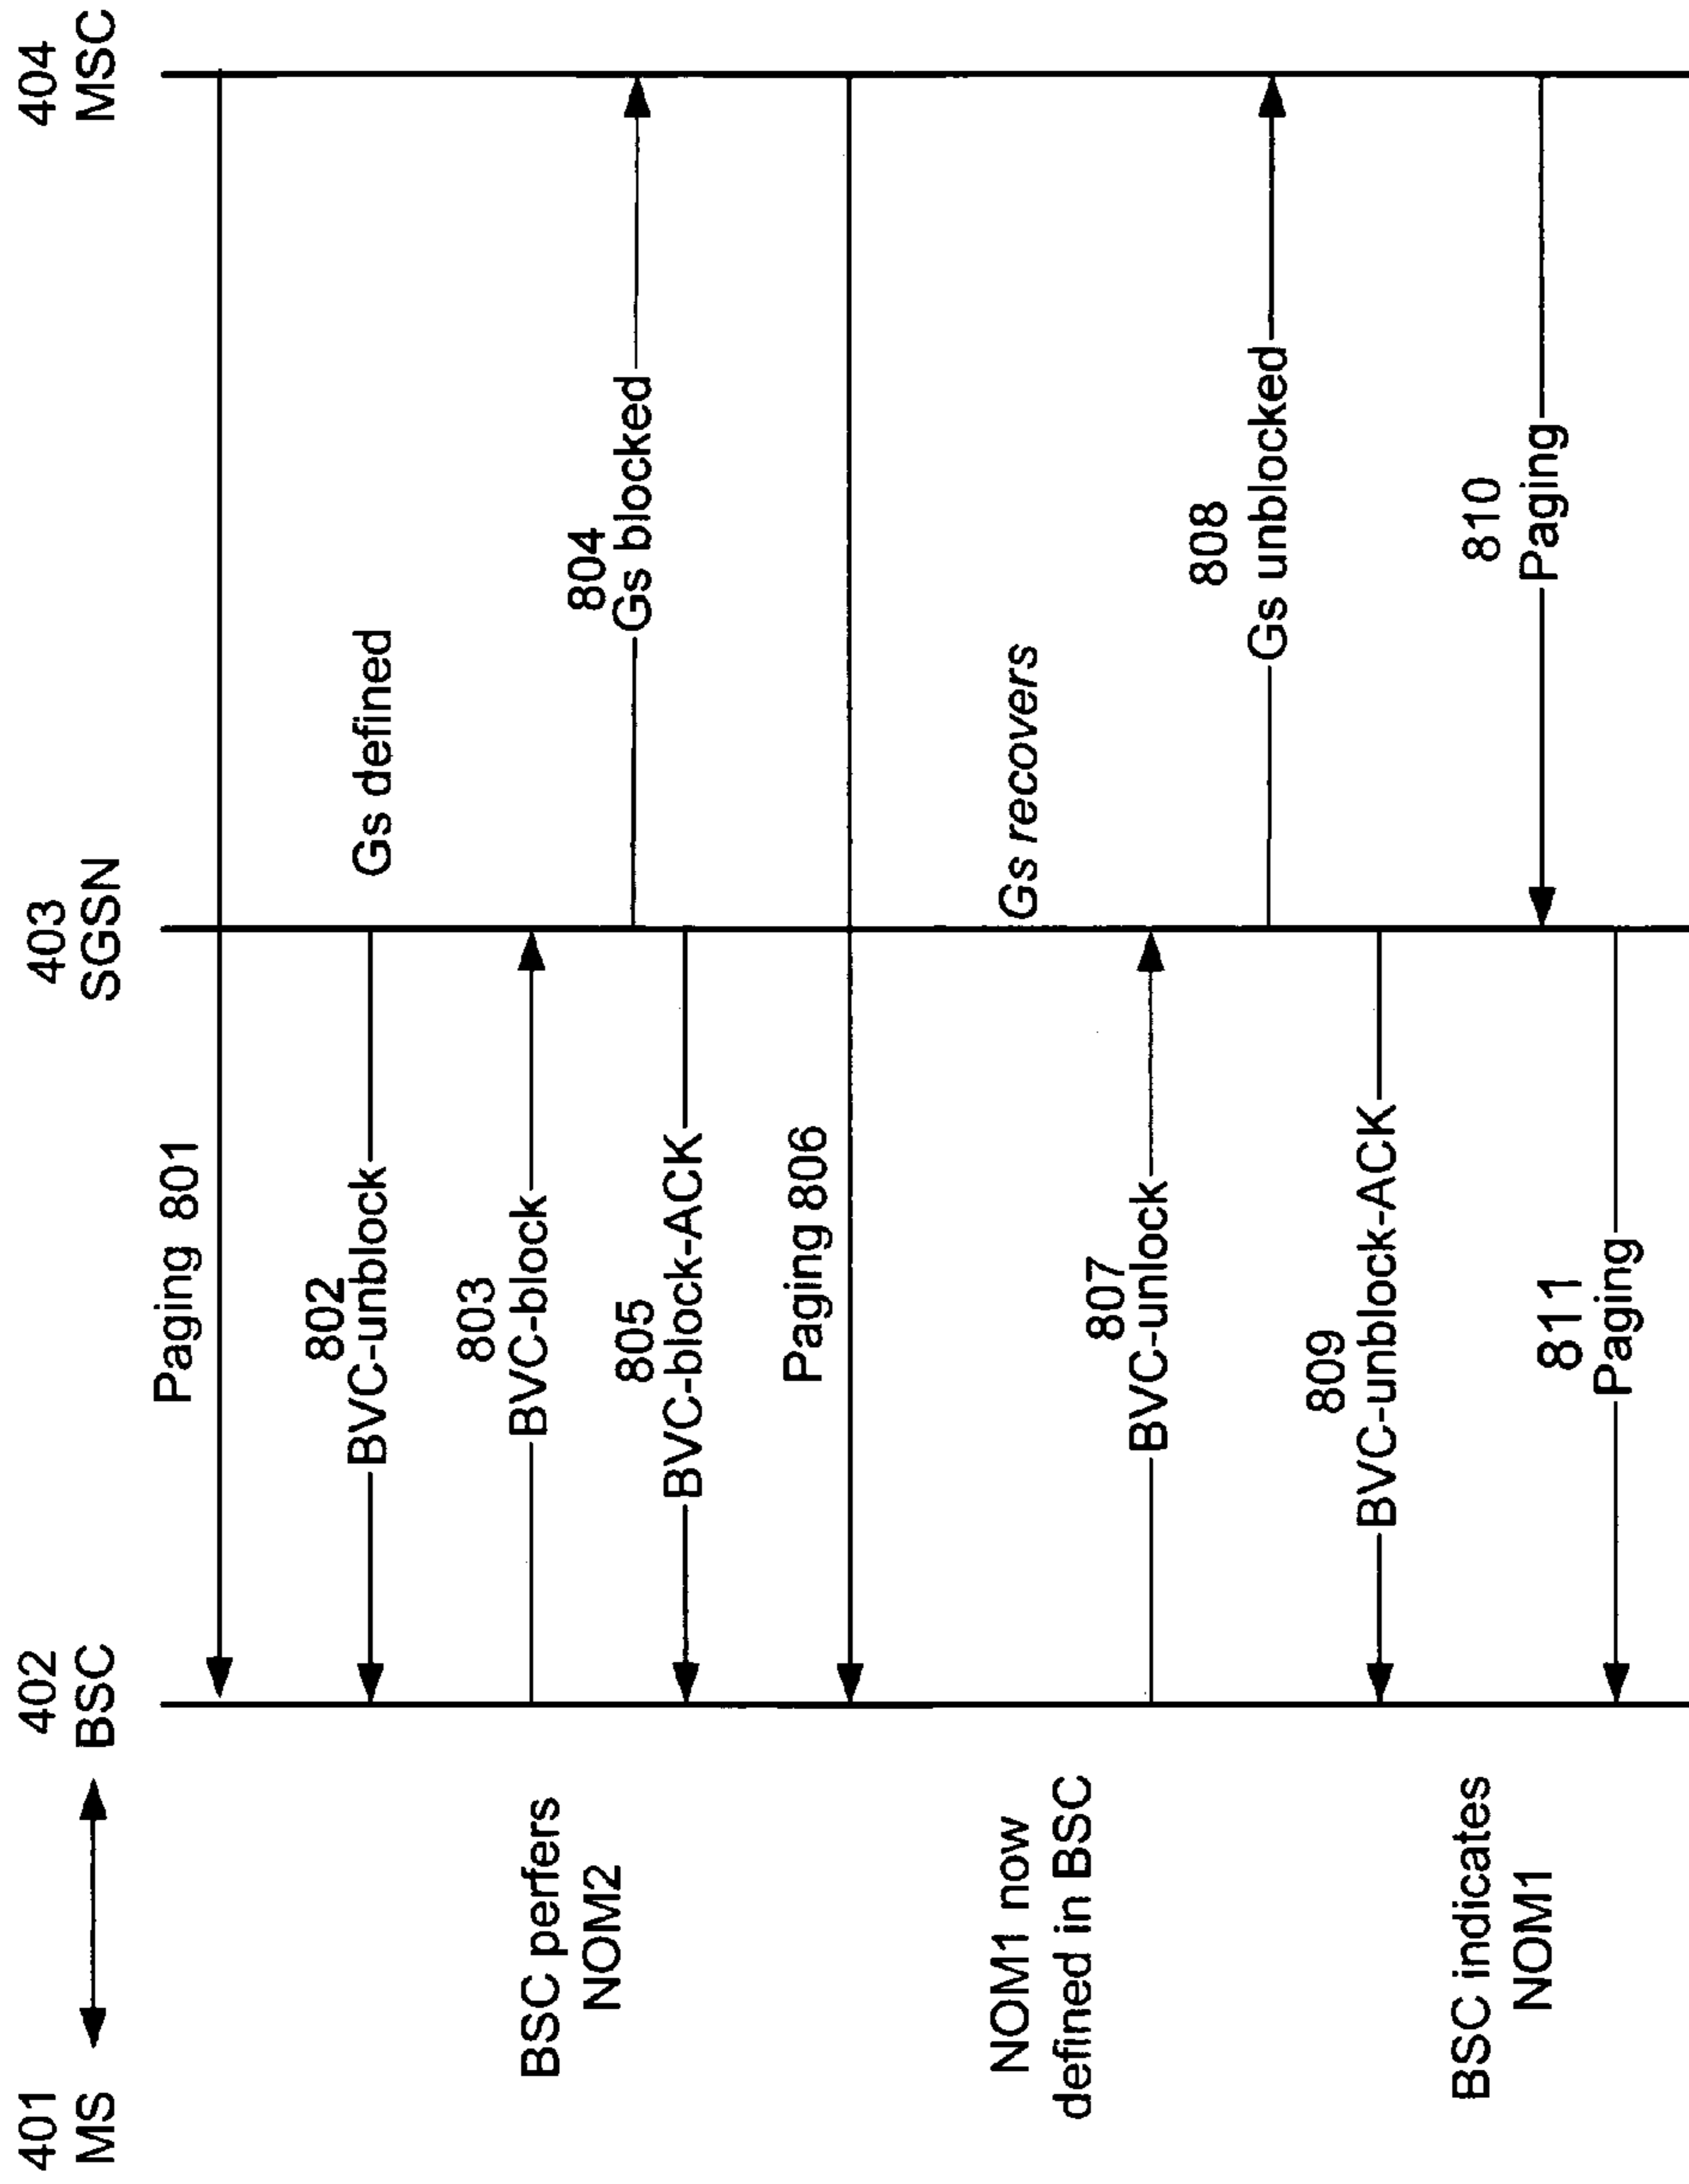 401
MS
402
BSC
403
SGSN
404
MSC
Paging 801
802
BVC-unblock
Gs defined
BSC perfers
NOM2
803
BVC-block
804
Gs blocked
805
BVC-block-ACK
Paging 806
NOM1 now
defined in BSC
Gs recovers
807
BVC-unlock
808
Gs unblocked
809
BVC-unblock-ACK
BSC indicates
NOM1
810
Paging
811
Paging